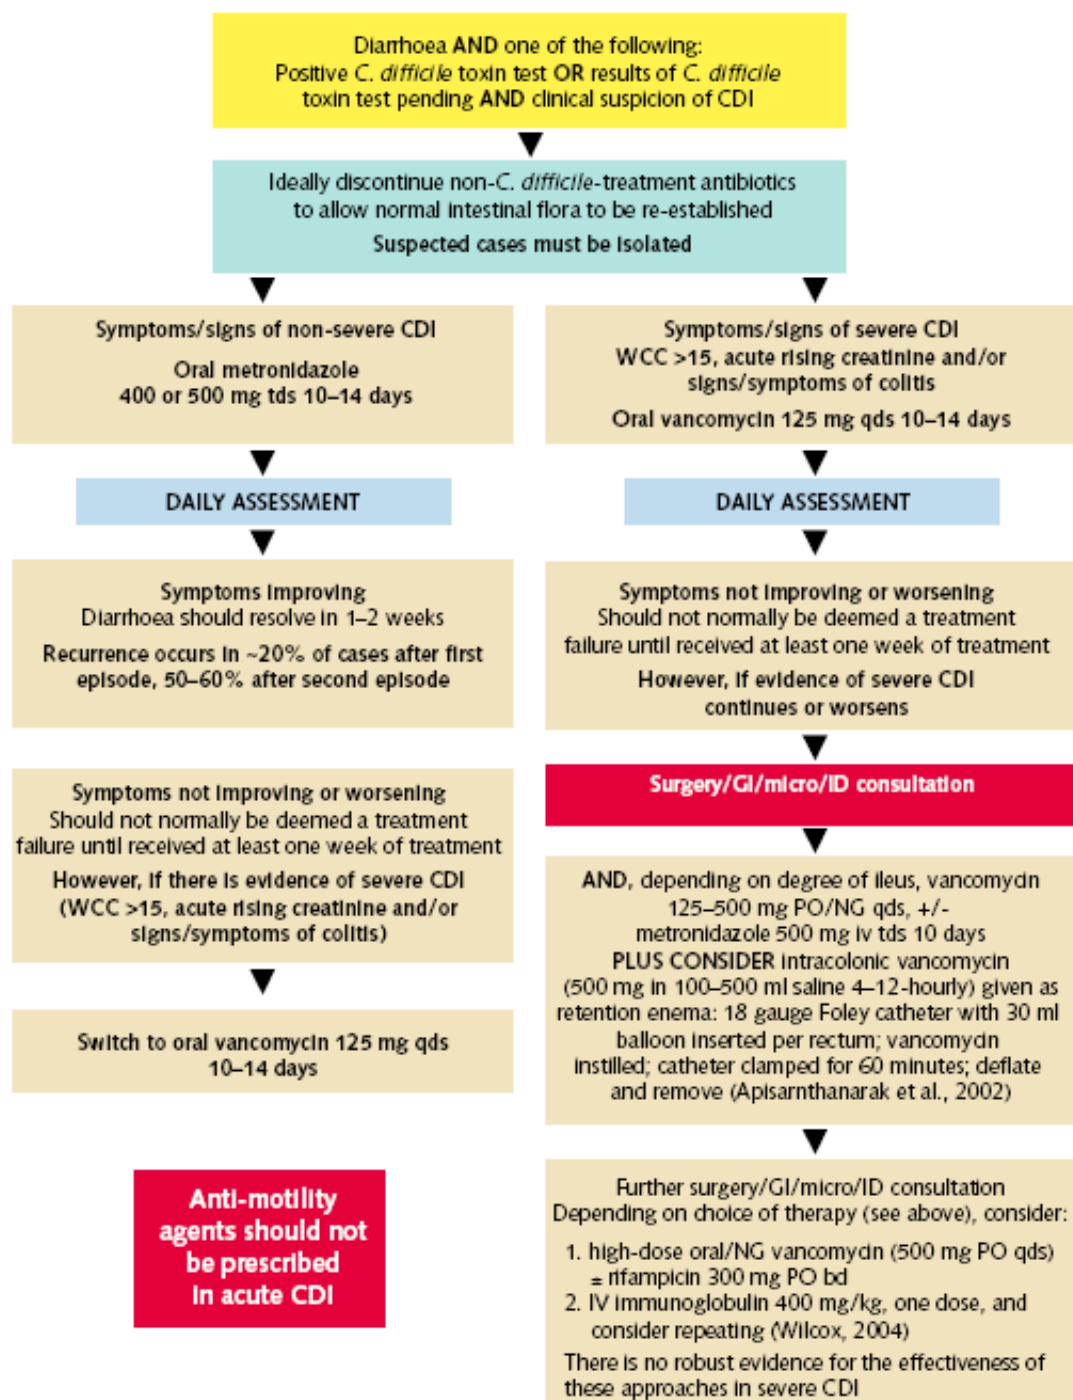 Diarrhoea AND one of the following:
Positive C. difficile toxin test OR results of C. difficile
toxin test pending AND clinical suspicion of CDI
Ideally discontinue non-C. difficile-treatment antibiotics
to allow normal intestinal flora to be re-established
Suspected cases must be isolated
Symptoms/signs of non-severe CDI
Oral metronidazole
400 or 500 mg tds 10–14 days
DAILY ASSESSMENT
Symptoms improving
Diarrhoea should resolve in 1–2 weeks
Recurrence occurs in ~20% of cases after first
episode, 50–60% after second episode
Symptoms not improving or worsening
Should not normally be deemed a treatment
failure until received at least one week of treatment
However, if there is evidence of severe CDI
(WCC >15, acute rising creatinine and/or
signs/symptoms of colitis)
Switch to oral vancomycin 125 mg qds
10–14 days
Anti-motility
agents should not
be prescribed
in acute CDI
Symptoms/signs of severe CDI
WCC >15, acute rising creatinine and/or
signs/symptoms of colitis
Oral vancomycin 125 mg qds 10–14 days
DAILY ASSESSMENT
Symptoms not improving or worsening
Should not normally be deemed a treatment
failure until received at least one week of treatment
However, if evidence of severe CDI
continues or worsens
Surgery/GI/micro/ID consultation
AND, depending on degree of ileus, vancomycin
125–500 mg PO/NG qds, +/-
metronidazole 500 mg iv tds 10 days
PLUS CONSIDER intracolonic vancomycin
(500 mg in 100–500 ml saline 4–12-hourly) given as
retention enema: 18 gauge Foley catheter with 30 ml
balloon inserted per rectum; vancomycin
instilled; catheter clamped for 60 minutes; deflate
and remove (Apisarnthanarak et al., 2002)
Further surgery/GI/micro/ID consultation
Depending on choice of therapy (see above), consider:
1. high-dose oral/NG vancomycin (500 mg PO qds)
± rifampicin 300 mg PO bd
2. IV immunoglobulin 400 mg/kg, one dose, and
consider repeating (Wilcox, 2004)
There is no robust evidence for the effectiveness of
these approaches in severe CDI